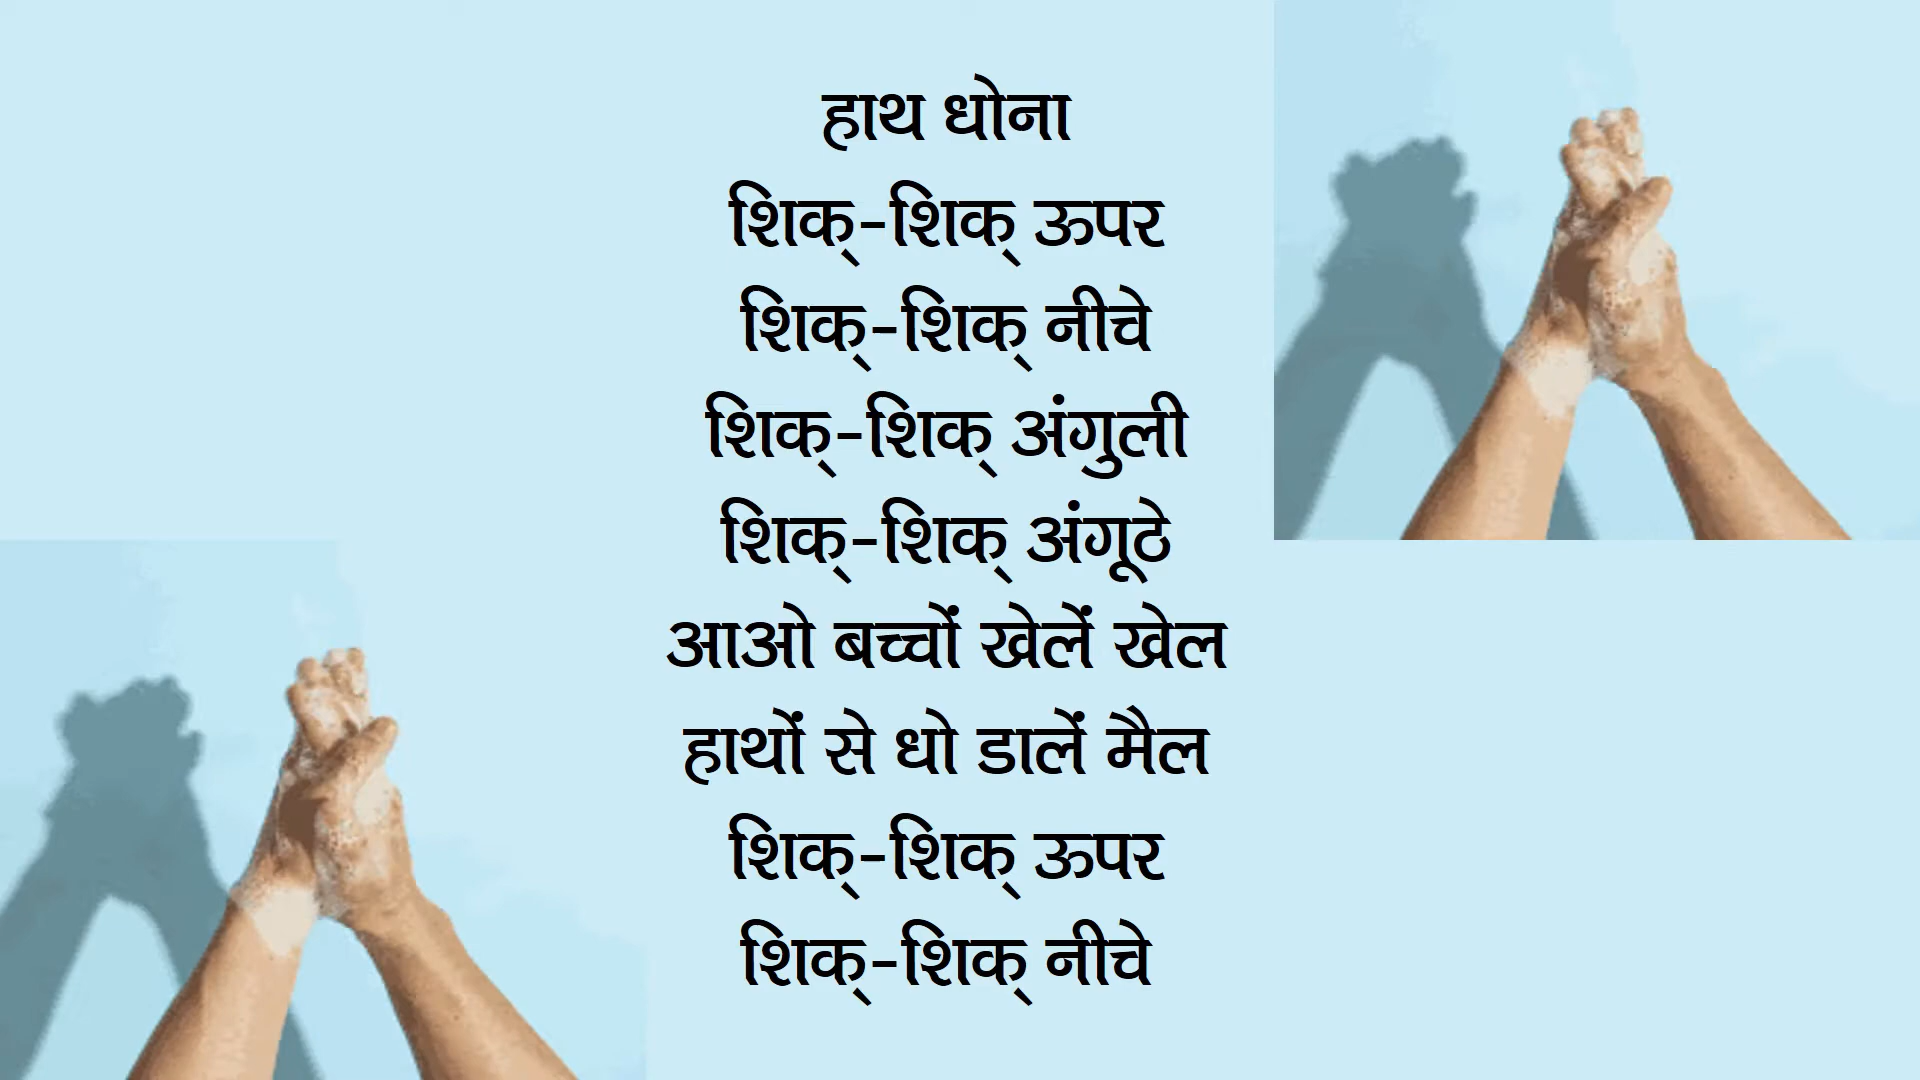 हाथ धोना
शिक्-शिक् ऊपर
शिक्-शिक् नीचे
शिक्-शिक् अंगुली
शिक्-शिक् अंगूठे
आओ बच्चों खेलें खेल
हाथों से धो डालें मैल
शिक्-शिक् ऊपर
शिक्-शिक् नीचे